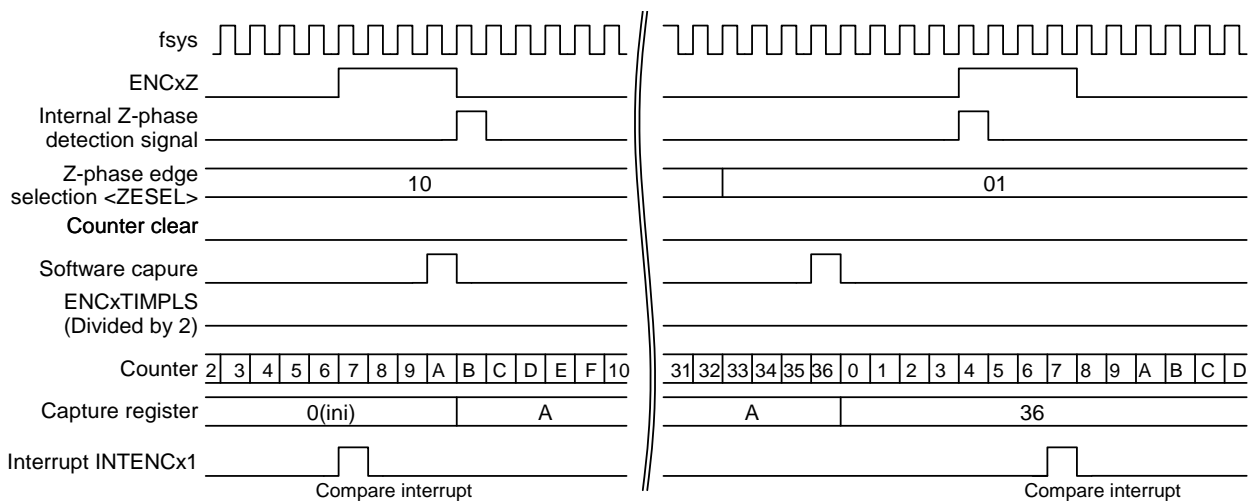 fsys
ENCxZ
Internal Z-phase
detection signal
Z-phase edge
selection <ZESEL>
10
01
Counter clear
Software capure
ENCxTIMPLS
(Divided by 2)
Counter 2 3 4 5 6 7 8 9 A B C D E F 10 31 32 33 34 35 36 0 1 2 3 4 5 6 7 8 9 A B C D
Capture register 0(ini) A A 36
Interrupt INTENCx1
Compare interrupt Compare interrupt